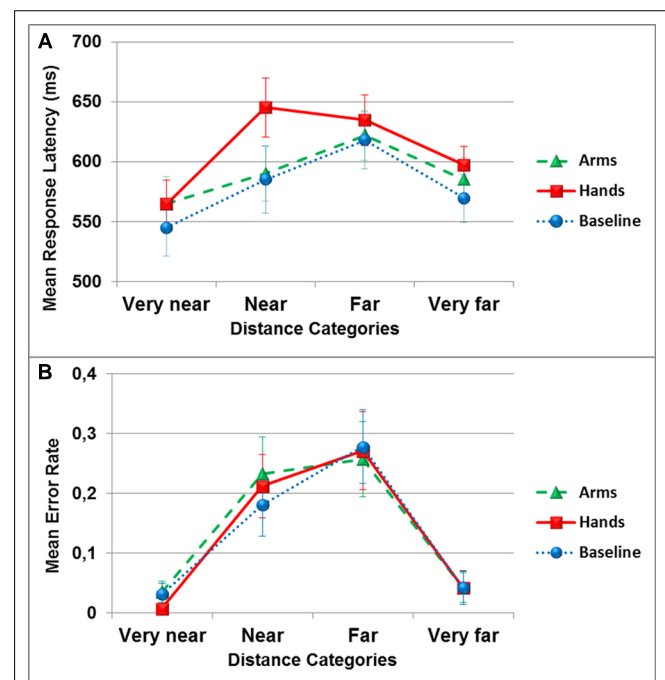 A
Mean Response Latency (ms)
700
650
600
550
500
Very near Near Far Very far
Distance Categories
Arms
Hands
Baseline
B
Mean Error Rate
0,4
0,3
0,2
0,1
0
Very near Near Far Very far
Distance Categories
Arms
Hands
Baseline